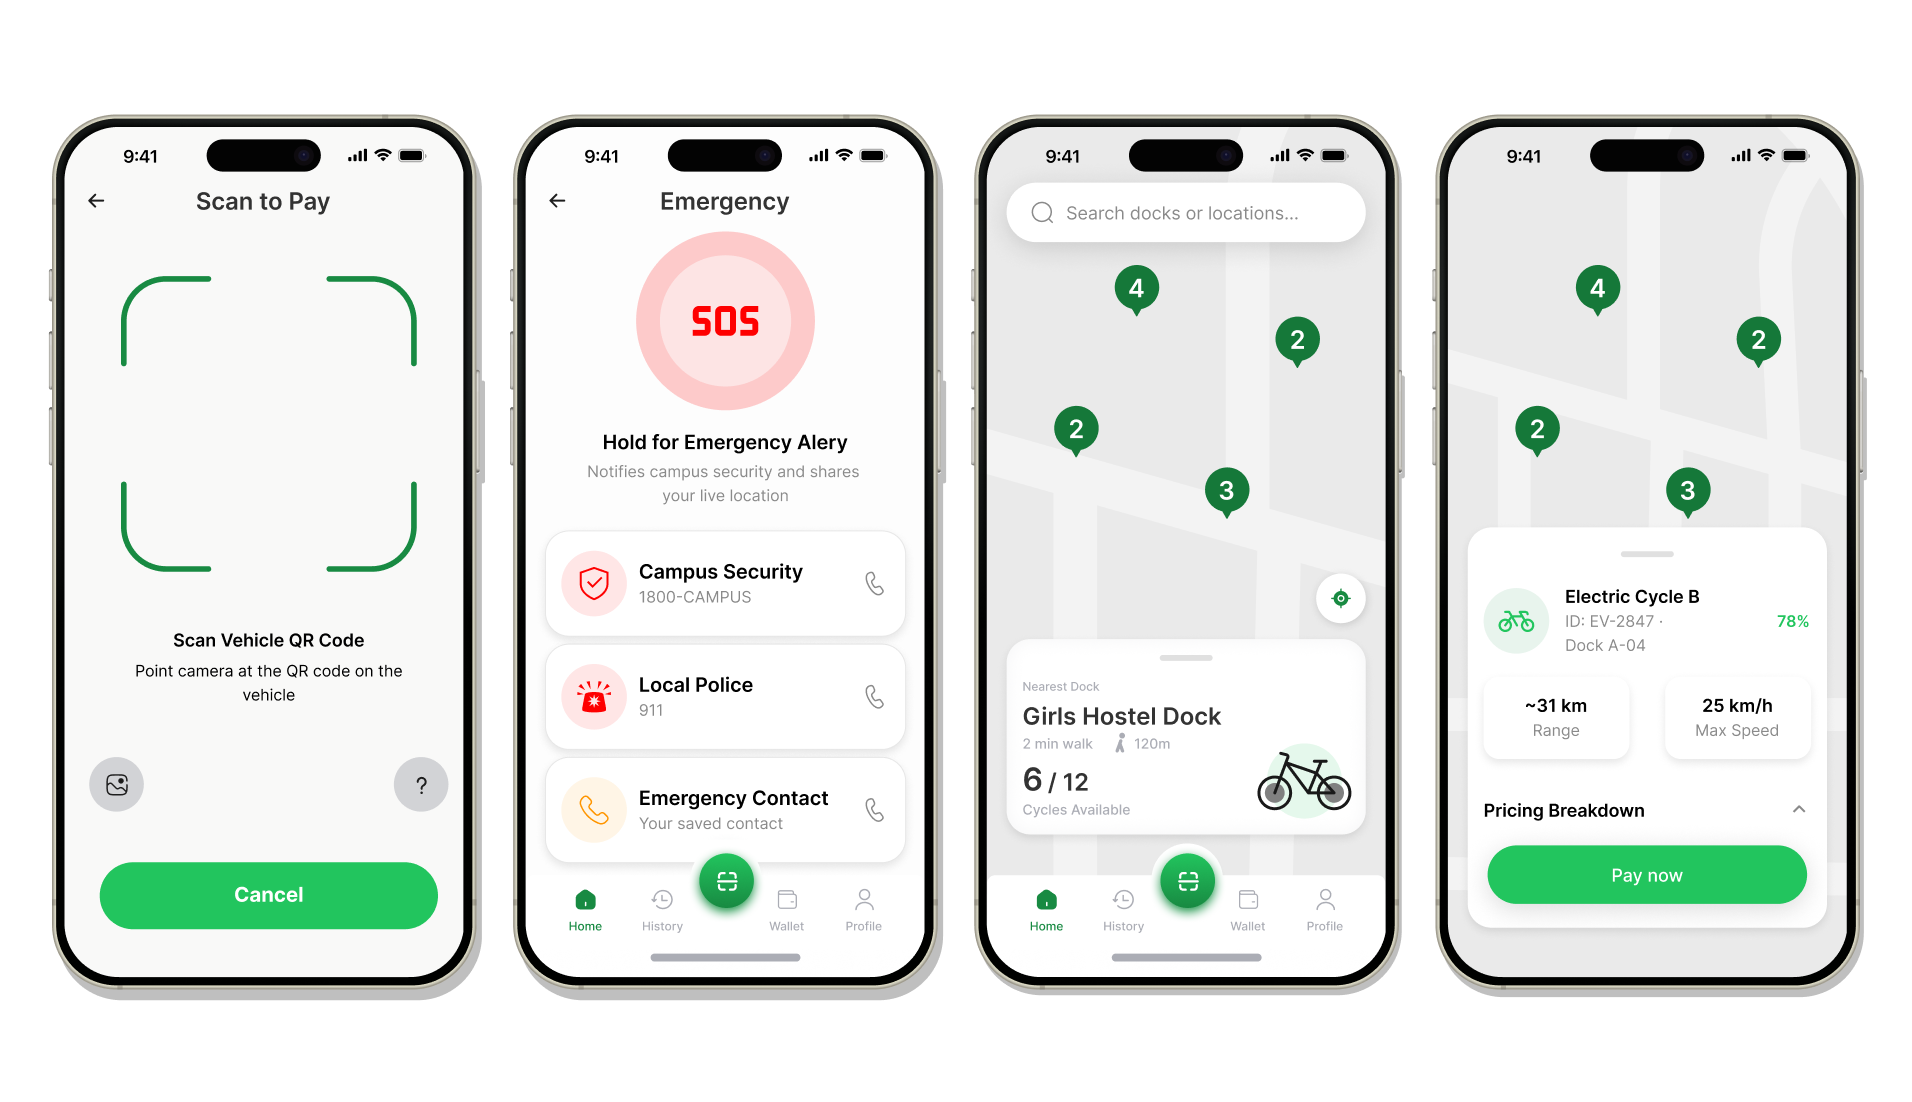 9:41
Scan to Pay
Scan Vehicle QR Code
Point camera at the QR code on the
vehicle
?
Cancel
9:41
Emergency
SOS
Hold for Emergency Alery
Notifies campus security and shares
your live location
Campus Security
1800-CAMPUS
Local Police
911
Emergency Contact
Your saved contact
Home History Wallet Profile
9:41
Search docks or locations...
4
2
2
3
Nearest Dock
Girls Hostel Dock
2 min walk 120m
6 / 12
Cycles Available
Home History Wallet Profile
9:41
4
2
2
3
Electric Cycle B
ID: EV-2847 ·
78%
Dock A-04
~31 km 25 km/h
Range Max Speed
Pricing Breakdown
Pay now